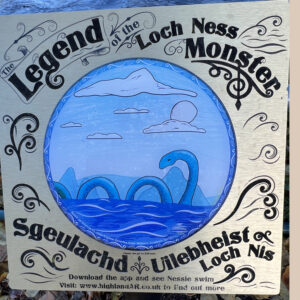 The Legend of the Loch Ness Monster
Sgeulachd Uilebheist Loch Nis
Download the app and see Nessie swim
Visit: www.highlandAR.co.uk to find out more